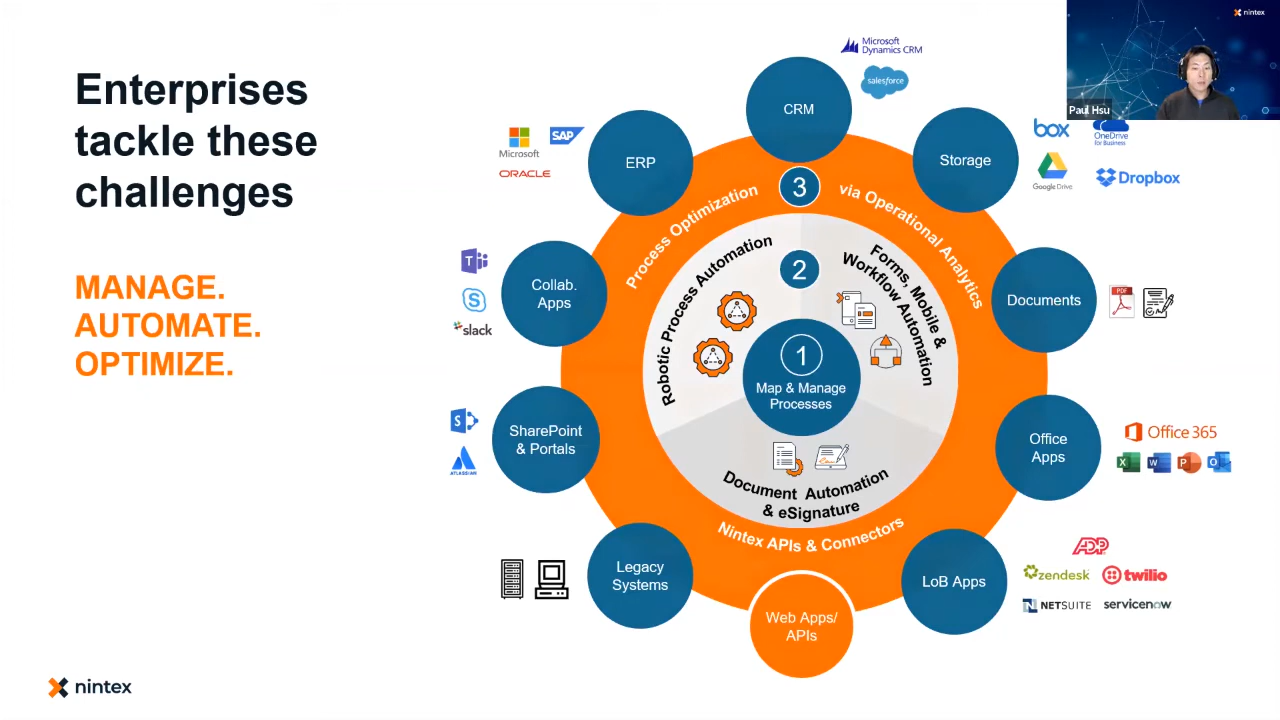 Enterprises
tackle these
challenges
MANAGE.
AUTOMATE.
OPTIMIZE.
nintex
Paul Hsu
Microsoft
Dynamics CRM
salesforce
CRM
Microsoft
SAP
ORACLE
ERP
Storage
box
OneDrive
for Business
Google Drive
Dropbox
3
Process Optimization
via Operational Analytics
2
Robotic Process Automation
Forms, Mobile &
Workflow Automation
Collab.
Apps
T
S
slack
Documents
PDF
1
Map & Manage
Processes
SharePoint
& Portals
S
ATLASSIAN
Office
Apps
Office 365
X
W
P
O
Document Automation
& eSignature
Nintex APIs & Connectors
Legacy
Systems
Web Apps/
APIs
LoB Apps
ADP
zendesk
twilio
N NETSUITE
servicenow
nintex